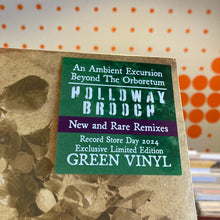 An Ambient Excursion
Beyond The Orboretum
HOLLOWAY
BROOCH
New and Rare Remixes
Record Store Day 2024
Exclusive Limited Edition
GREEN VINYL